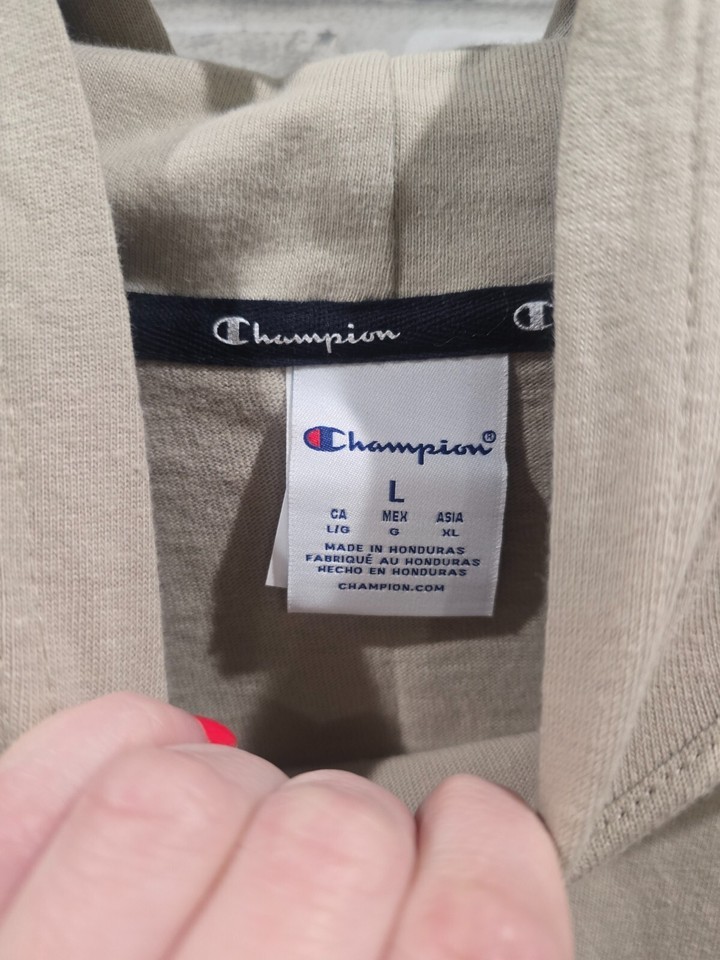 Champion
Champion®
L
CA MEX ASIA
L/G G XL
MADE IN HONDURAS
FABRIQUÉ AU HONDURAS
HECHO EN HONDURAS
CHAMPION.COM